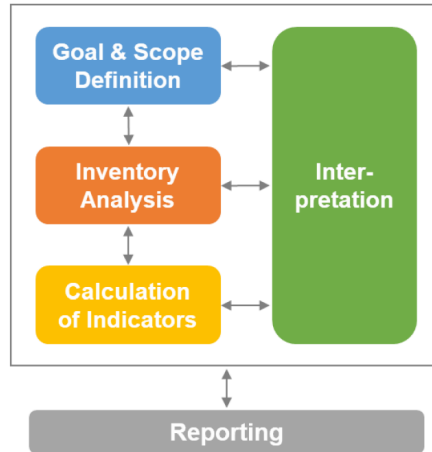 Goal & Scope
Definition
Inventory
Analysis
Calculation
of Indicators
Inter-
pretation
Reporting